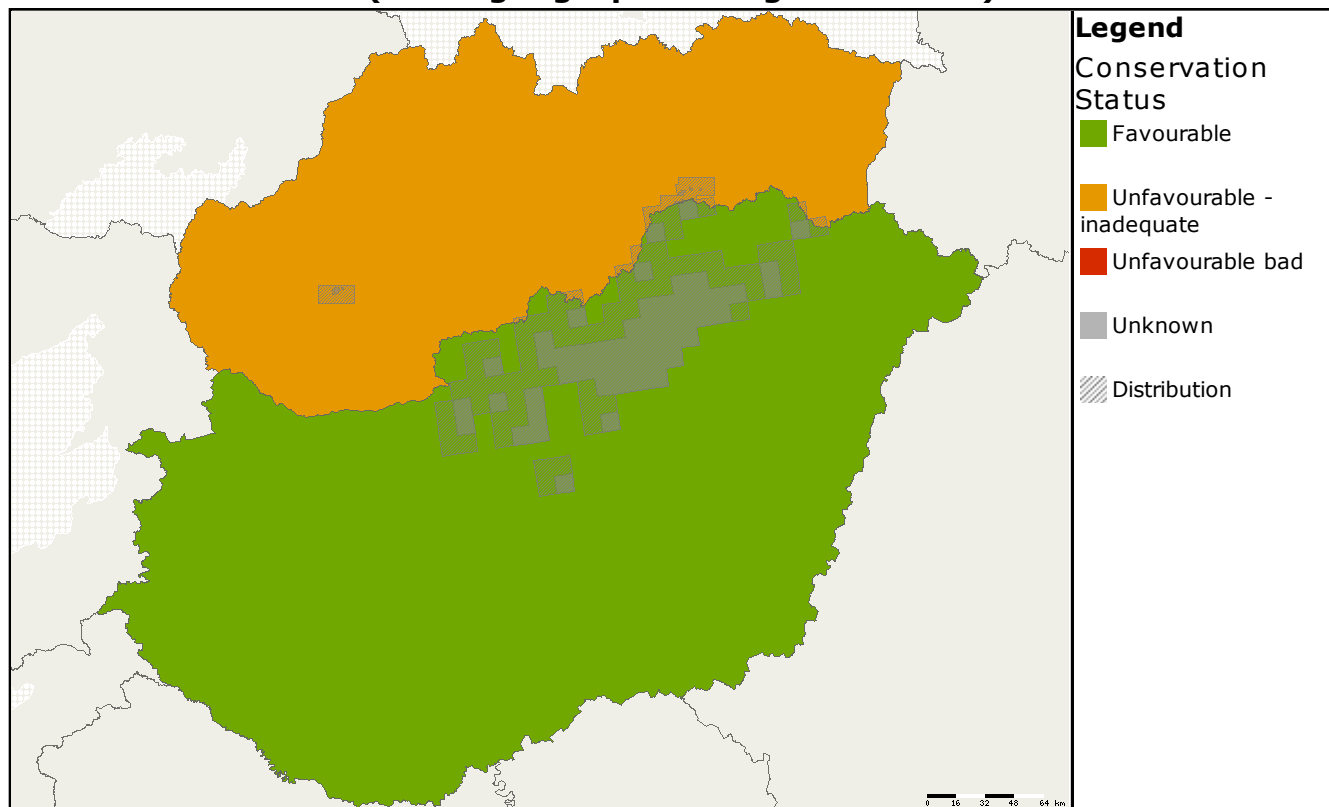 Legend
Conservation
Status
Favourable
Unfavourable -
inadequate
Unfavourable bad
Unknown
Distribution
0 16 32 48 64 km